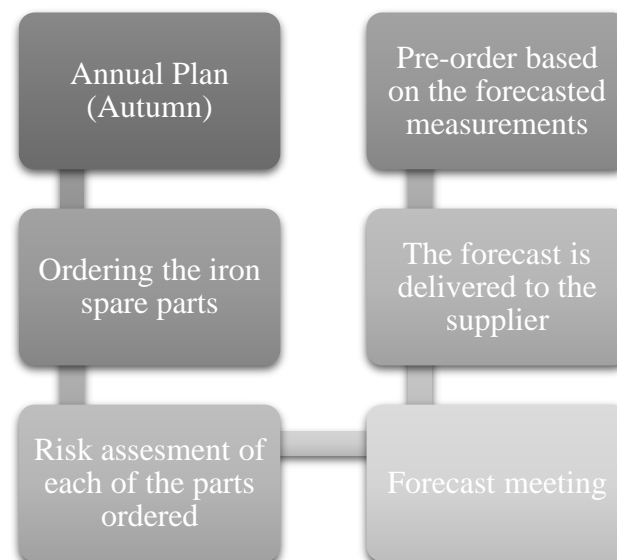 Annual Plan
(Autumn)
Ordering the iron
spare parts
Risk assesment of
each of the parts
ordered
Forecast meeting
The forecast is
delivered to the
supplier
Pre-order based
on the forecasted
measurements